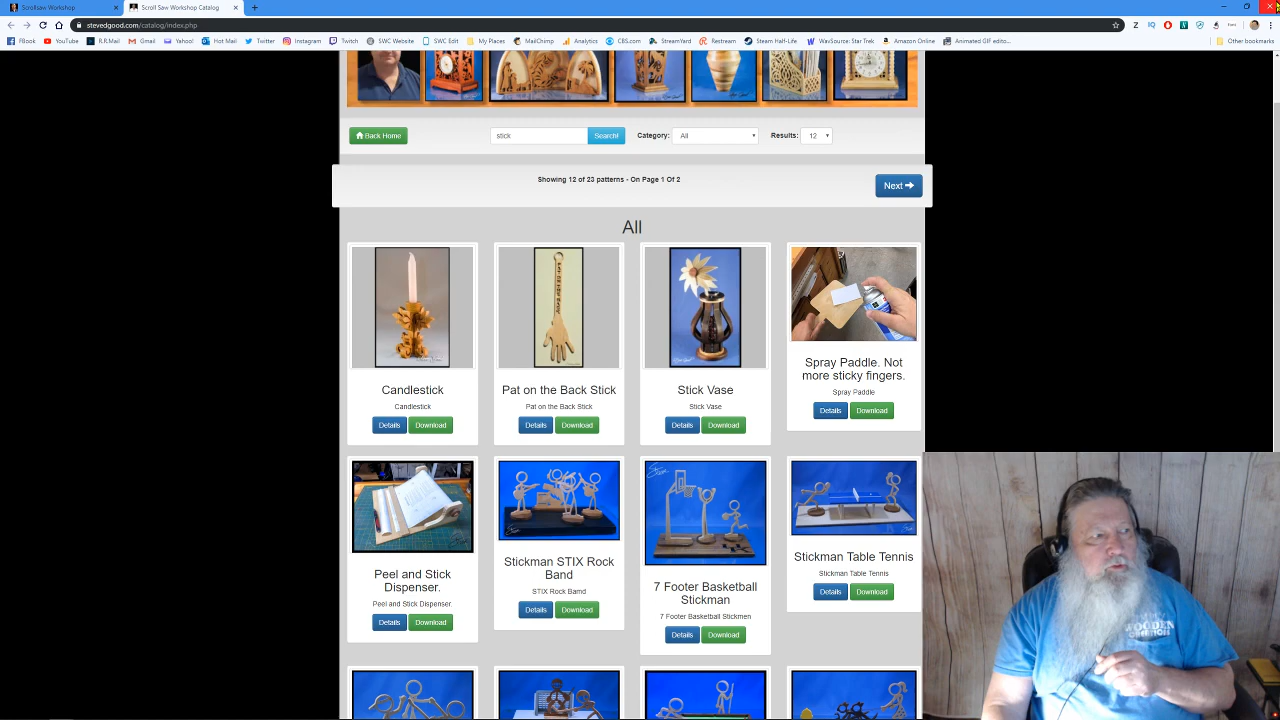 Scrollsaw Workshop
Scroll Saw Workshop Catalog
stevedgood.com/catalog/index.php
FBook YouTube R.R.Mail Gmail Yahoo! Hot Mail Twitter Instagram Twitch SWC Website SWC Edit My Places MailChimp Analytics CBS.com StreamYard Restream Steam Half-Life WavSource: Star Trek Amazon Online Animated GIF edito... Other bookmarks
Back Home stick Search! Category: All Results: 12
Showing 12 of 23 patterns - On Page 1 Of 2
Next
All
Candlestick
Candlestick
Details Download
Pat on the Back Stick
Pat on the Back Stick
Details Download
Stick Vase
Stick Vase
Details Download
Spray Paddle. Not
more sticky fingers.
Spray Paddle
Details Download
Peel and Stick
Dispenser.
Peel and Stick Dispenser.
Details Download
Stickman STIX Rock
Band
STIX Rock Bamd
Details Download
7 Footer Basketball
Stickman
7 Footer Basketball Stickmen
Details Download
Stickman Table Tennis
Stickman Table Tennis
Details Download
WOODEN